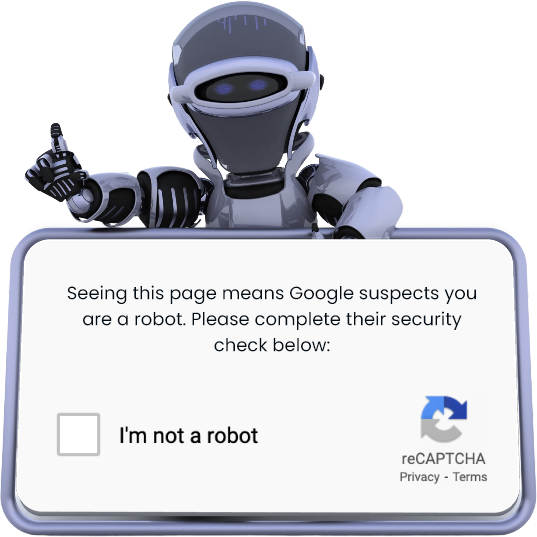 Seeing this page means Google suspects you
are a robot. Please complete their security
check below:
I'm not a robot
reCAPTCHA
Privacy - Terms